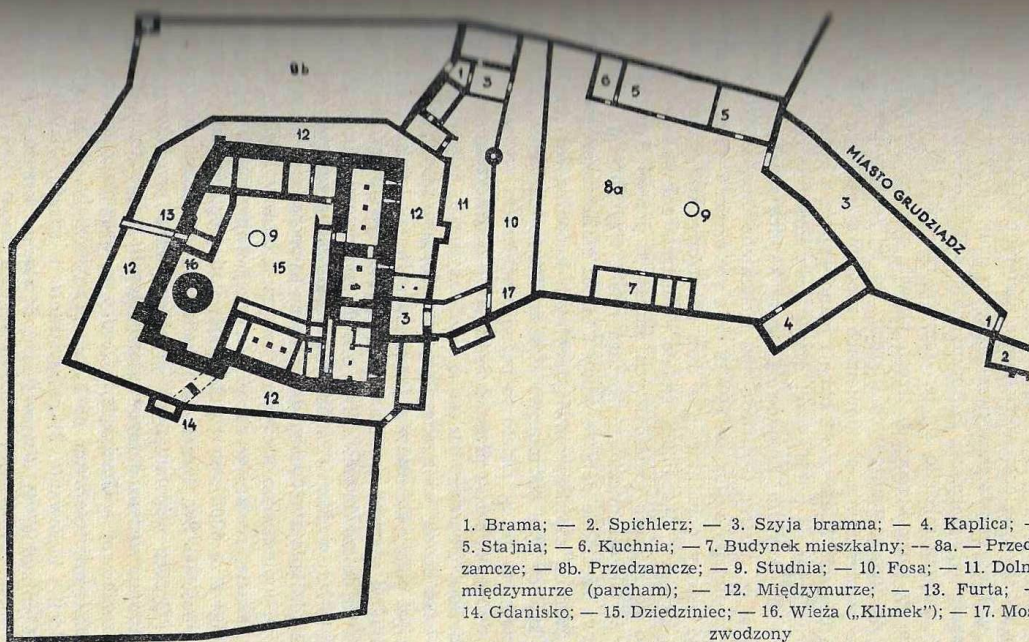 8b
1
3
6
5
5
12
8a
MIASTO GRUDZIĄDZ
3
13
9
12
11
10
9
12
16
15
17
7
3
4
1
2
12
14
1. Brama; — 2. Spichlerz; — 3. Szyja bramna; — 4. Kaplica; —
5. Stajnia; — 6. Kuchnia; — 7. Budynek mieszkalny; -- 8a. — Przed
zamcze; — 8b. Przedzamcze; — 9. Studnia; — 10. Fosa; — 11. Doln
międzymurze (parcham); — 12. Międzymurze; — 13. Furta; —
14. Gdanisko; — 15. Dziedziniec; — 16. Wieża („Klimek”); — 17. Mos
zwodzony